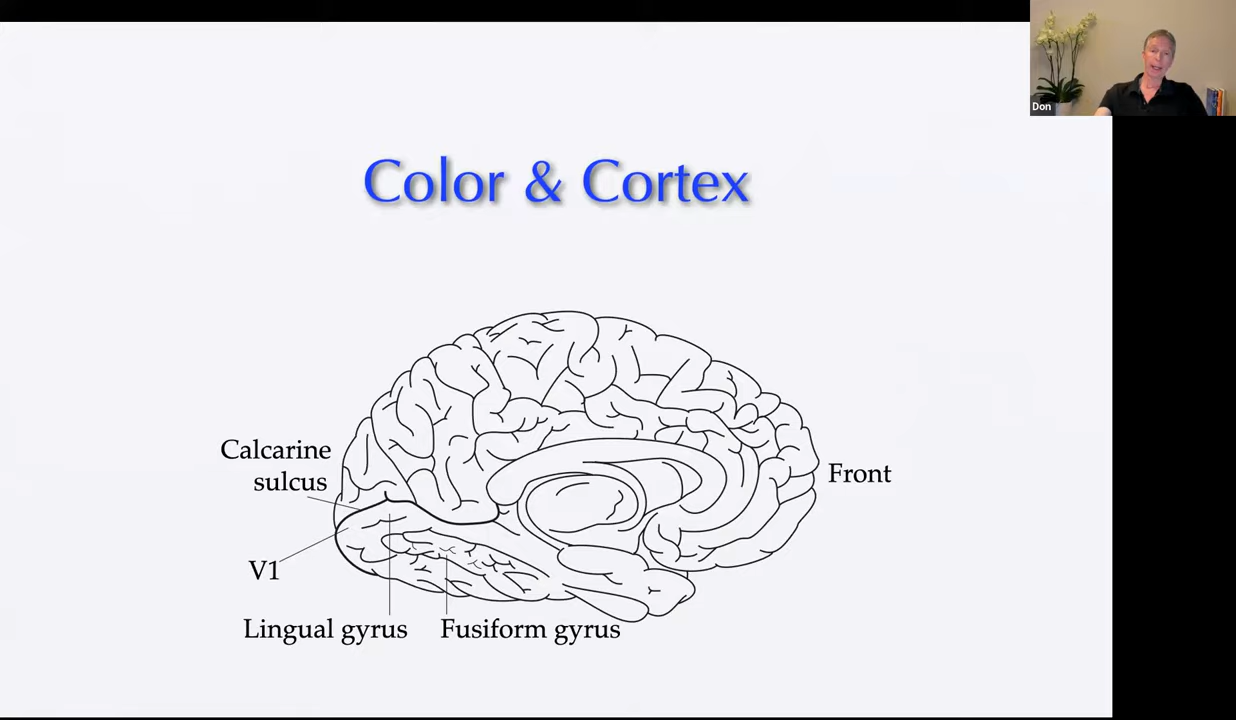 Don
Color & Cortex
Calcarine
sulcus
Front
V1
Lingual gyrus
Fusiform gyrus